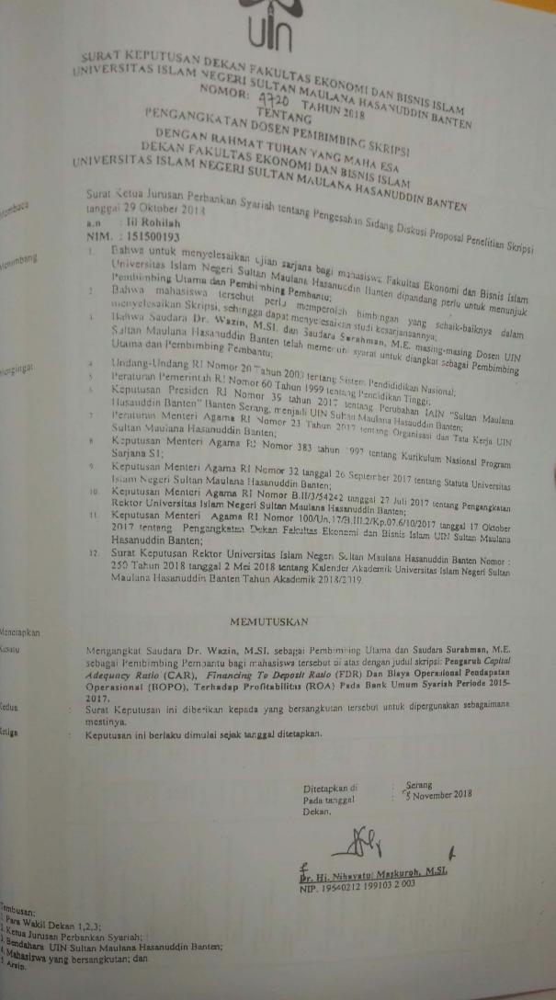 uin
SURAT KEPUTUSAN DEKAN FAKULTAS EKONOMI DAN BISNIS ISLAM
UNIVERSITAS ISLAM NEGERI SULTAN MAULANA HASANUDDIN BANTEN
NOMOR: 4720 TAHUN 2018
TENTANG
PENGANGKATAN DOSEN PEMBIMBING SKRIPSI
DENGAN RAHMAT TUHAN YANG MAHA ESA
DEKAN FAKULTAS EKONOMI DAN BISNIS ISLAM
UNIVERSITAS ISLAM NEGERI SULTAN MAULANA HASANUDDIN BANTEN
Membaca
Surat Ketua Jurusan Perbankan Syariah tentang Pengesahan Sidang Diskusi Proposal Penelitian Skripsi
tanggal 29 Oktober 2018
a.n : Iil Rohilah
NIM. : 151500193
Menimbang
1. Bahwa untuk menyelesaikan ujian sarjana bagi mahasiswa Fakultas Ekonomi dan Bisnis Islam
Universitas Islam Negeri Sultan Maulana Hasanuddin Banten dipandang perlu untuk menunjuk
Pembimbing Utama dan Pembimbing Pembantu;
2. Bahwa mahasiswa tersebut perlu memperoleh bimbingan yang sebaik-baiknya dalam
menyelesaikan Skripsi, sehingga dapat menyelesaikan studi kesarjanaannya;
3. Bahwa Saudara Dr. Wazin, M.SI. dan Saudara Surahman, M.E. masing-masing Dosen UIN
Sultan Maulana Hasanuddin Banten telah memenuhi syarat untuk diangkat sebagai Pembimbing
Utama dan Pembimbing Pembantu;
Mengingat
4. Undang-Undang RI Nomor 20 Tahun 2003 tentang Sistem Pendididikan Nasional;
5. Peraturan Pemerintah RI Nomor 60 Tahun 1999 tentang Pendidikan Tinggi;
6. Keputusan Presiden RI Nomor 39 tahun 2017 tentang Perubahan IAIN "Sultan Maulana
Hasanuddin Banten" Banten Serang, menjadi UIN Sultan Maulana Hasauddin Banten;
7. Peraturan Menteri Agama RI Nomor 23 Tahun 2017 tentang Organisasi dan Tata Kerja UIN
Sultan Maulana Hasanuddin Banten;
8. Keputusan Menteri Agama RI Nomor 383 tahun 1997 tentang Kurikulum Nasional Program
Sarjana S1;
9. Keputusan Menteri Agama RI Nomor 32 tanggal 26 September 2017 tentang Statuta Universitas
Islam Negeri Sultan Maulana Hasanuddin Banten;
10. Keputusan Menteri Agama RI Nomor B.II/3/54242 tanggal 27 Juli 2017 tentang Pengangkatan
Rektor Universitas Islam Negeri Sultan Maulana Hasanuddin Banten;
11. Keputusan Menteri Agama RI Nomor 100/Un.17/B.III.2/Kp.07.6/10/2017 tanggal 17 Oktober
2017 tentang Pengangkatan Dekan Fakultas Ekonomi dan Bisnis Islam UIN Sultan Maulana
Hasanuddin Banten;
12. Surat Keputusan Rektor Universitas Islam Negeri Sultan Maulana Hasanuddin Banten Nomor :
250 Tahun 2018 tanggal 2 Mei 2018 tentang Kalender Akademik Universitas Islam Negeri Sultan
Maulana Hasanuddin Banten Tahun Akademik 2018/2019.
MEMUTUSKAN
Menetapkan
Kesatu
Mengangkat Saudara Dr. Wazin, M.SI. sebagai Pembimbing Utama dan Saudara Surahman, M.E.
sebagai Pembimbing Pembantu bagi mahasiswa tersebut di atas dengan judul skripsi: Pengaruh Capital
Adequacy Ratio (CAR), Financing To Deposit Ratio (FDR) Dan Biaya Operasional Pendapatan
Operasional (BOPO), Terhadap Profitabilitas (ROA) Pada Bank Umum Syariah Periode 2015-
2017.
Kedua : Surat Keputusan ini diberikan kepada yang bersangkutan tersebut untuk dipergunakan sebagaimana
mestinya.
Ketiga : Keputusan ini berlaku dimulai sejak tanggal ditetapkan.
Ditetapkan di : Serang
Pada tanggal : 5 November 2018
Dekan,
Dr. Hj. Nihayatul Maskuroh, M.SI.
NIP. 19640212 199103 2 003
Tembusan:
1. Para Wakil Dekan 1,2,3;
2. Ketua Jurusan Perbankan Syariah;
3. Bendahara UIN Sultan Maulana Hasanuddin Banten;
4. Mahasiswa yang bersangkutan; dan
5. Arsip.